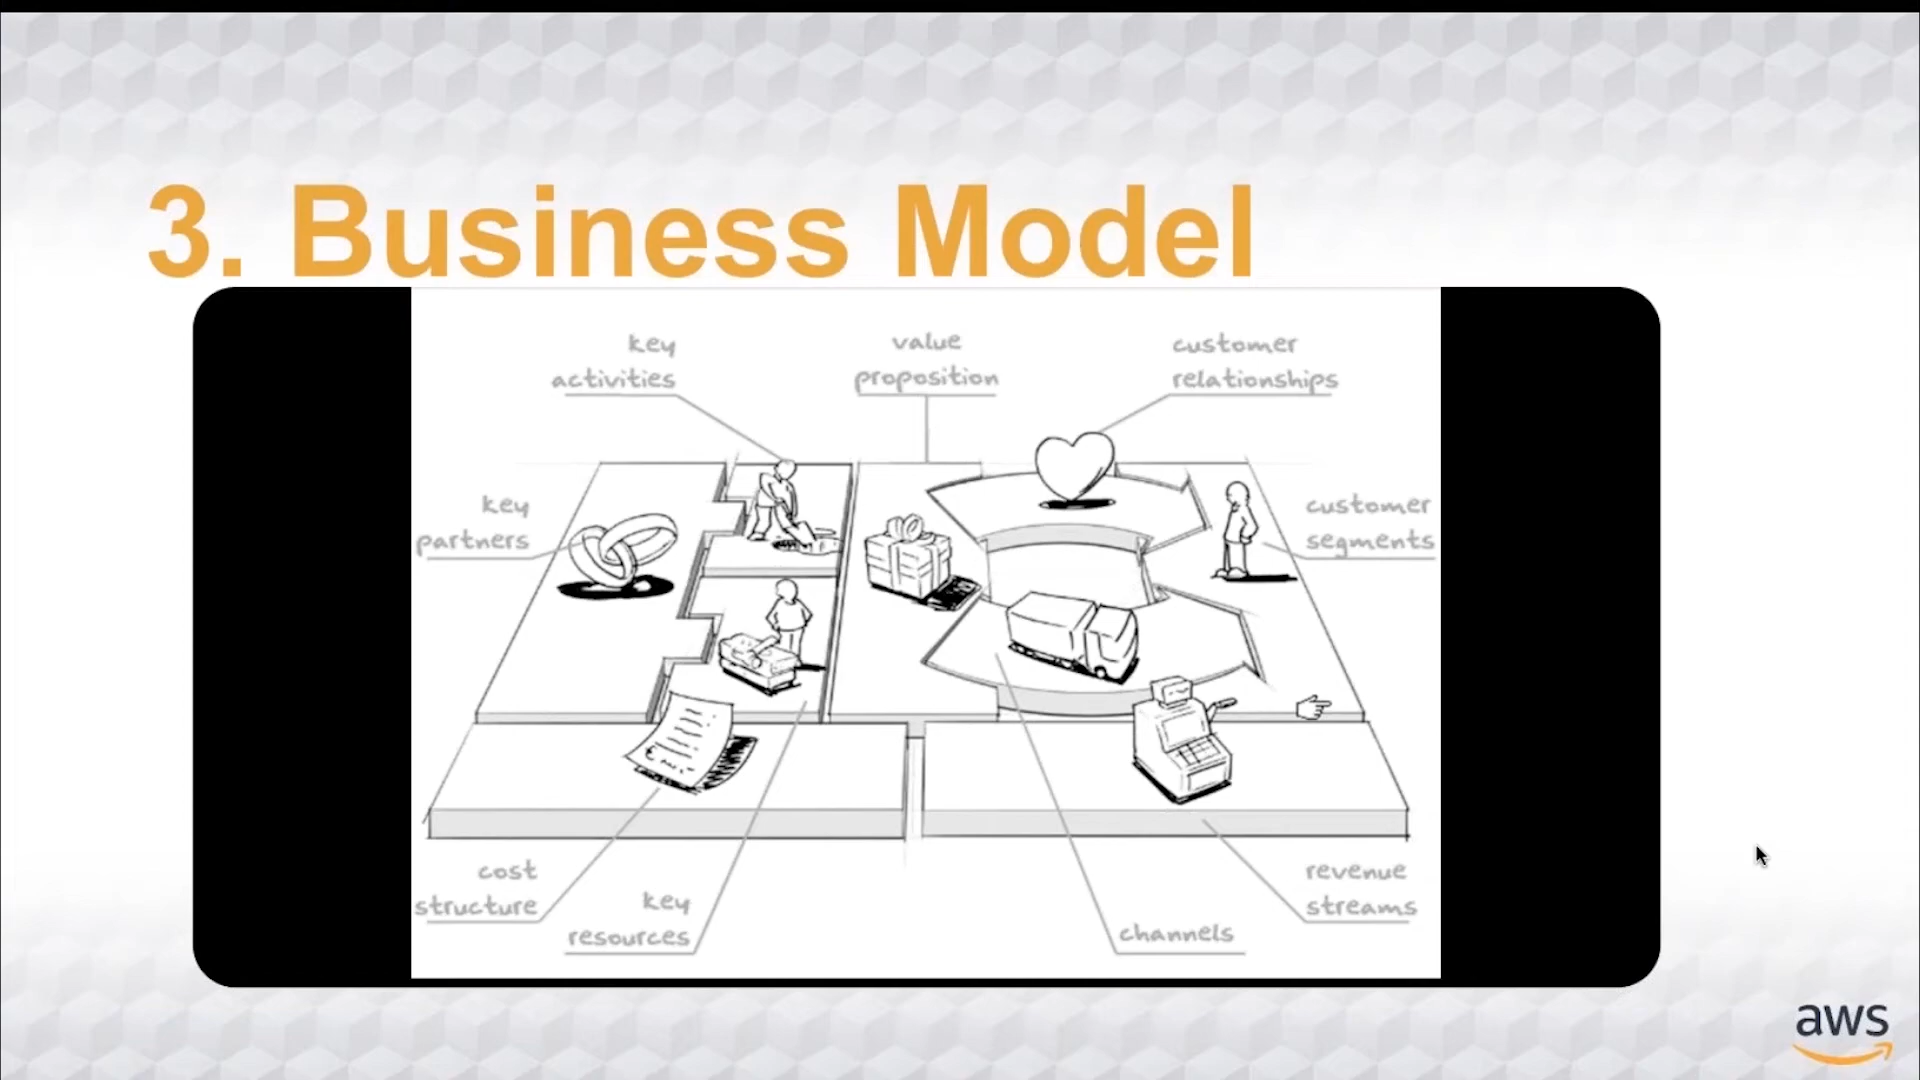 3. Business Model
key
activities
value
proposition
customer
relationships
key
partners
customer
segments
cost
structure
key
resources
channels
revenue
streams
aws